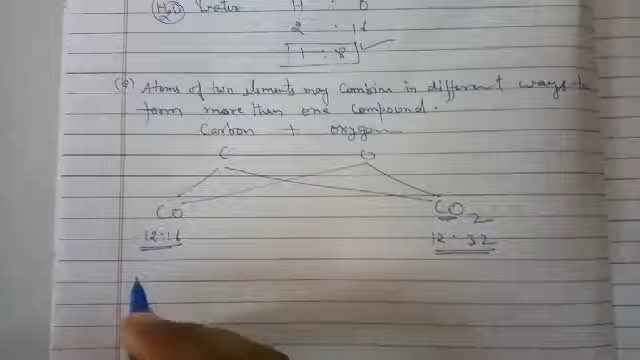 H2O Water H : O
2 : 16
1 : 8
(e) Atoms of two elements may combine in different ways to
form more than one compound.
Carbon + oxygen
C O
CO CO2
12:16 12 : 32